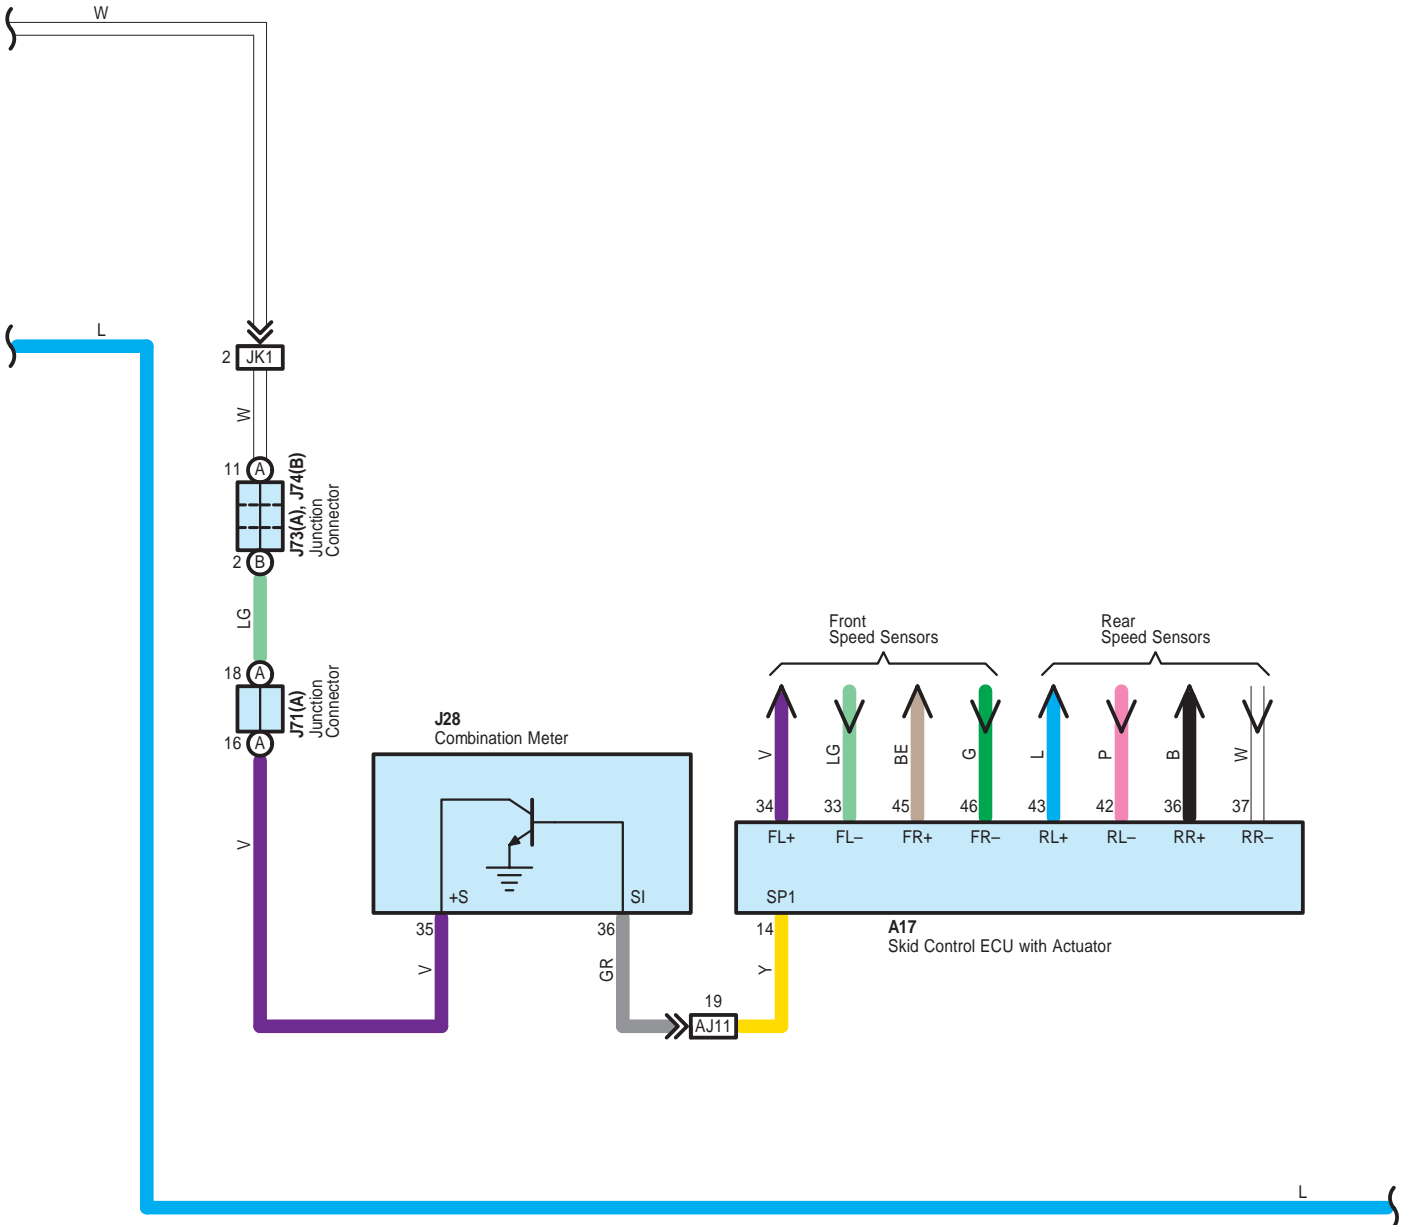 W
L
2 JK1
W
11 A
J73(A), J74(B)
Junction
Connector
2 B
LG
18 A
J71(A)
Junction
Connector
16 A
V
J28
Combination Meter
+S
SI
35
36
V
GR
19
AJ11
Front
Speed Sensors
Rear
Speed Sensors
V LG BE G L P B W
34 33 45 46 43 42 36 37
FL+ FL– FR+ FR– RL+ RL– RR+ RR–
SP1
14
Y
A17
Skid Control ECU with Actuator
L